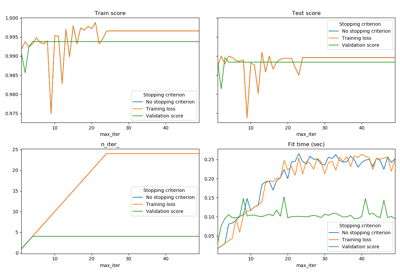 Train score
1.000
0.995
0.990
0.985
0.980
0.975
Stopping criterion
No stopping criterion
Training loss
Validation score
10
20
30
40
max_iter
Test score
Stopping criterion
No stopping criterion
Training loss
Validation score
10
20
30
40
max_iter
n_iter_
25
20
15
10
5
0
Stopping criterion
No stopping criterion
Training loss
Validation score
10
20
30
40
max_iter
Fit time (sec)
0.25
0.20
0.15
0.10
0.05
Stopping criterion
No stopping criterion
Training loss
Validation score
10
20
30
40
max_iter